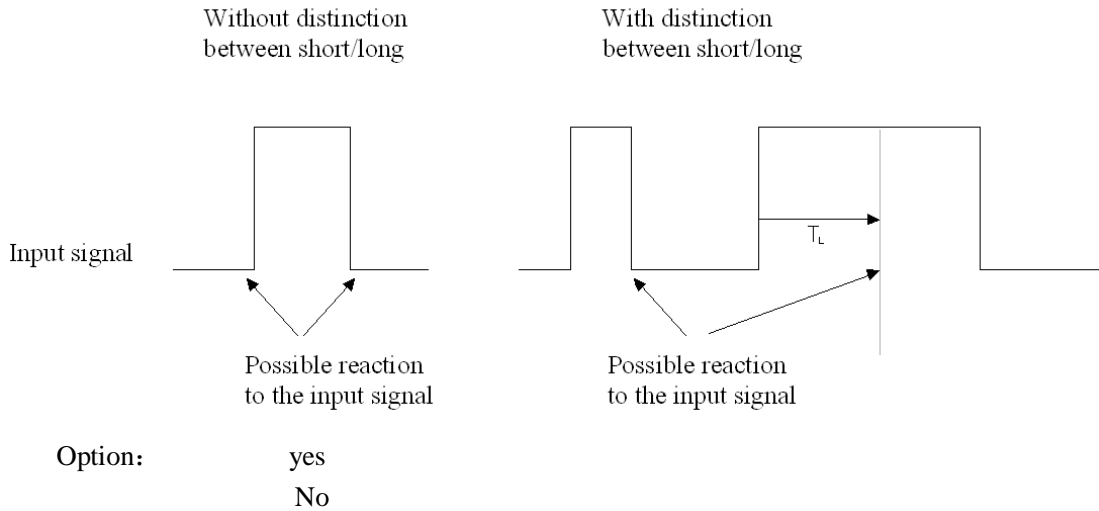 Without distinction
between short/long
With distinction
between short/long
Input signal
T_L
Possible reaction
to the input signal
Possible reaction
to the input signal
Option： yes
No